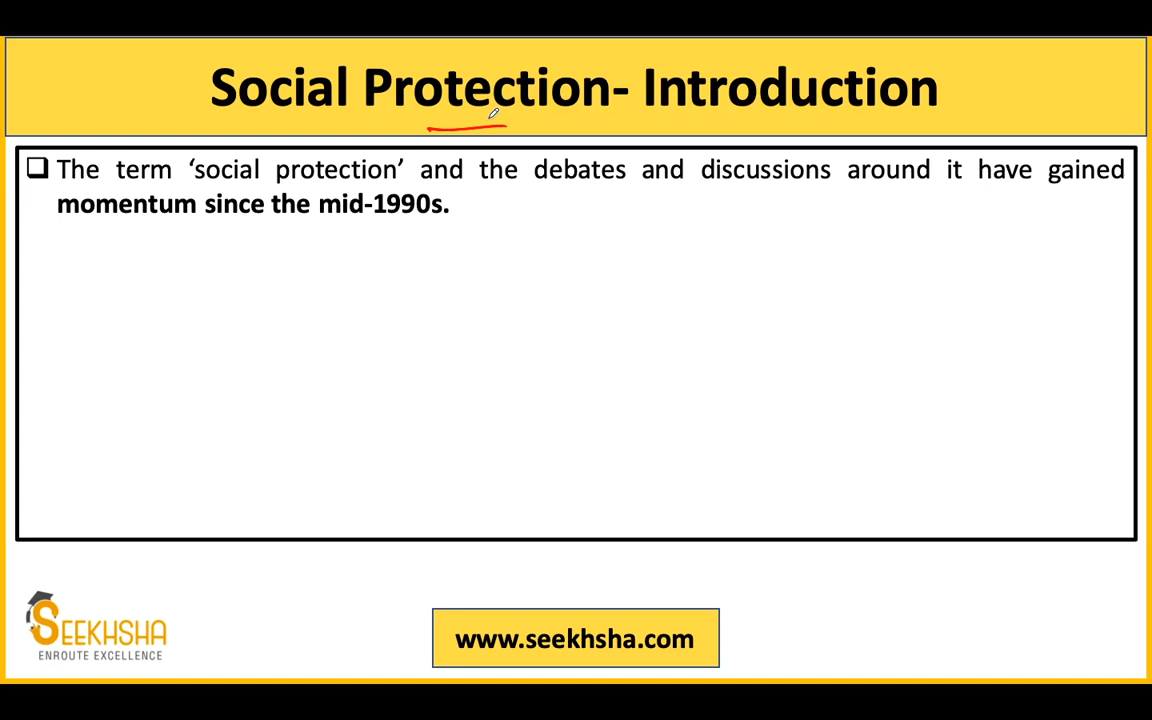 Social Protection- Introduction
❑ The term ‘social protection’ and the debates and discussions around it have gained
momentum since the mid-1990s.
SEEKHSHA
ENROUTE EXCELLENCE
www.seekhsha.com